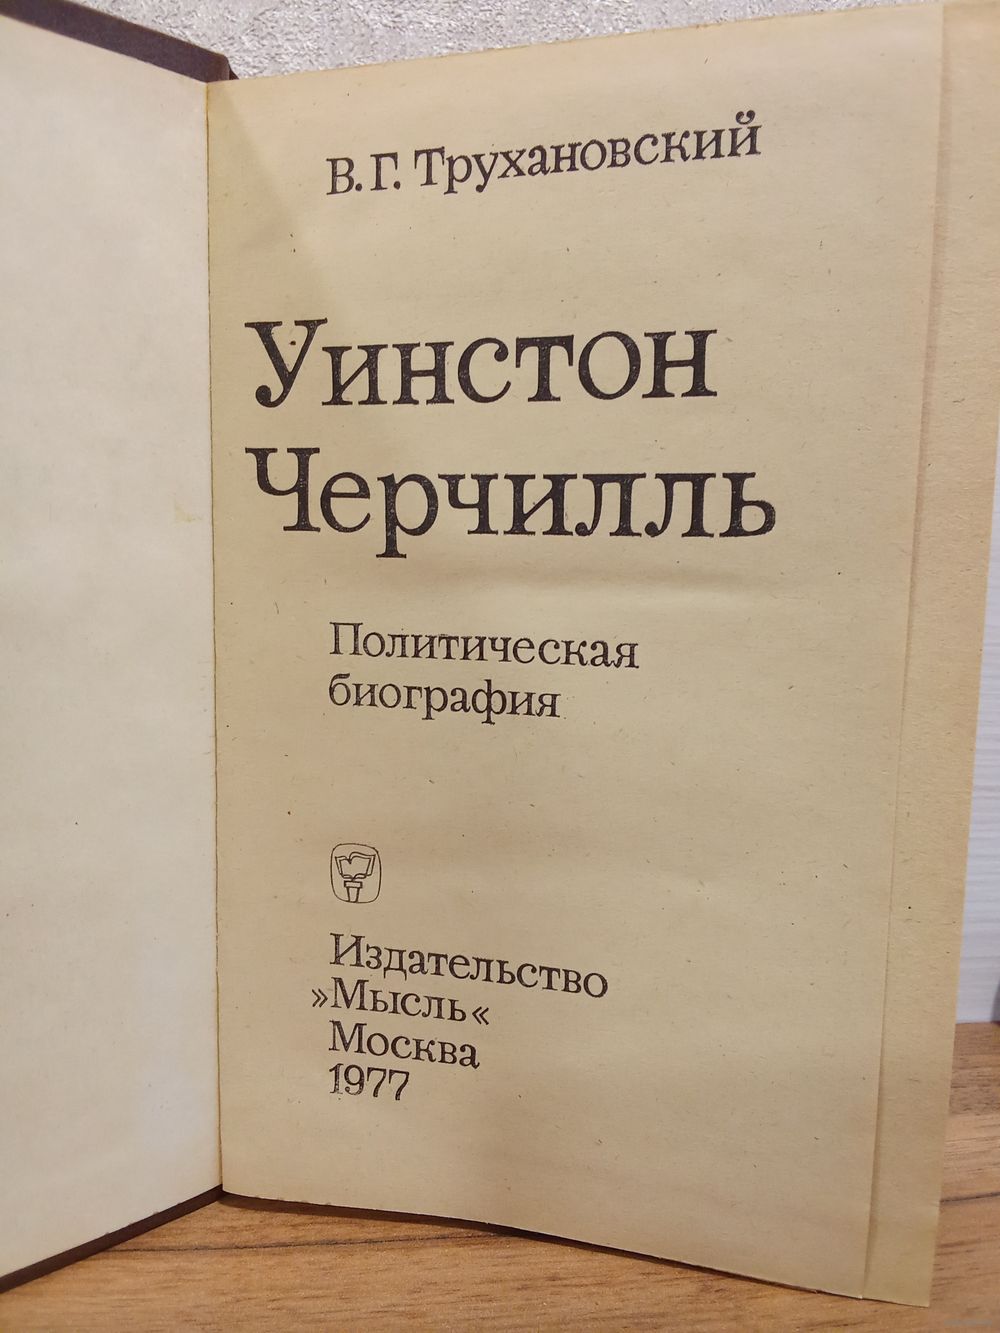 В. Г. Трухановский
Уинстон
Черчилль
Политическая
биография
Издательство
»Мысль«
Москва
1977